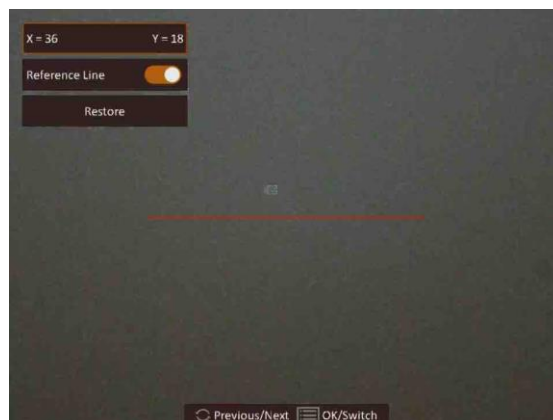 X = 36 Y = 18
Reference Line
Restore
Previous/Next OK/Switch